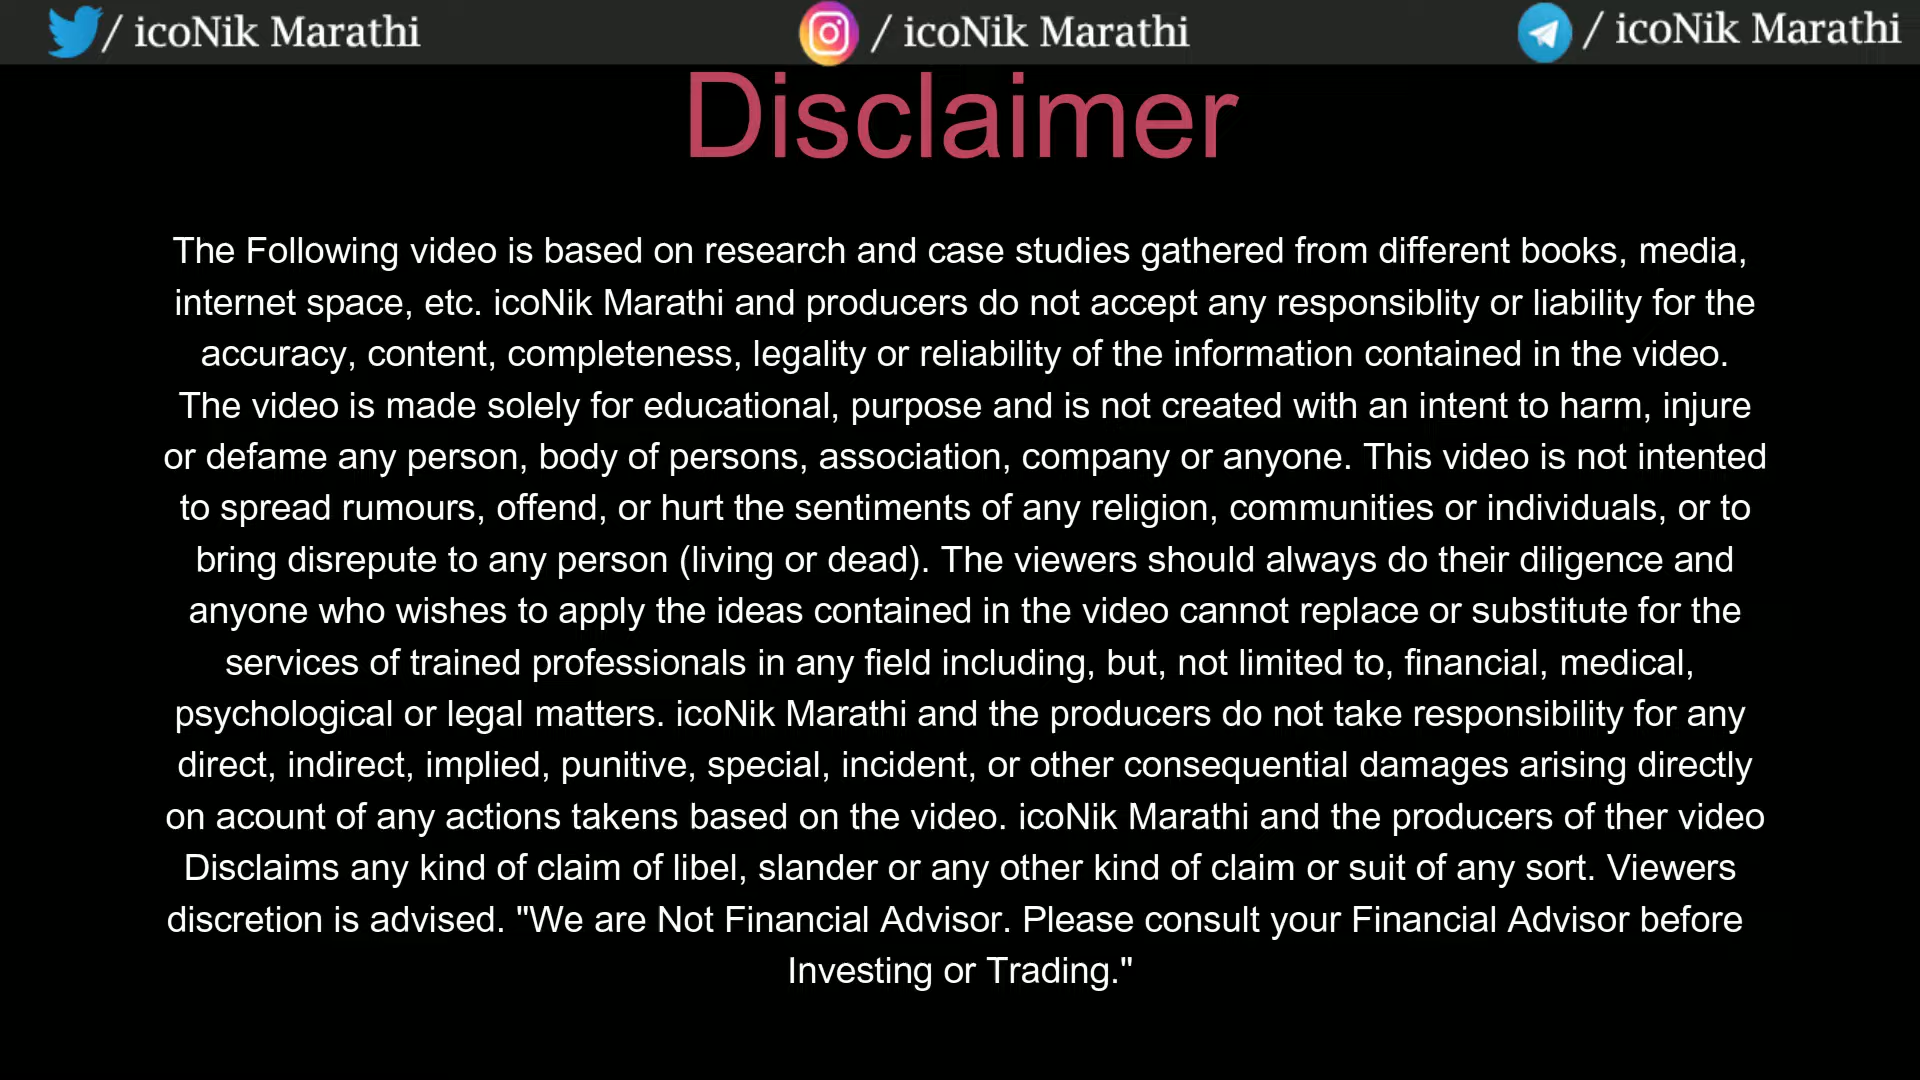 / icoNik Marathi / icoNik Marathi / icoNik Marathi
Disclaimer
The Following video is based on research and case studies gathered from different books, media,
internet space, etc. icoNik Marathi and producers do not accept any responsiblity or liability for the
accuracy, content, completeness, legality or reliability of the information contained in the video.
The video is made solely for educational, purpose and is not created with an intent to harm, injure
or defame any person, body of persons, association, company or anyone. This video is not intented
to spread rumours, offend, or hurt the sentiments of any religion, communities or individuals, or to
bring disrepute to any person (living or dead). The viewers should always do their diligence and
anyone who wishes to apply the ideas contained in the video cannot replace or substitute for the
services of trained professionals in any field including, but, not limited to, financial, medical,
psychological or legal matters. icoNik Marathi and the producers do not take responsibility for any
direct, indirect, implied, punitive, special, incident, or other consequential damages arising directly
on acount of any actions takens based on the video. icoNik Marathi and the producers of ther video
Disclaims any kind of claim of libel, slander or any other kind of claim or suit of any sort. Viewers
discretion is advised. "We are Not Financial Advisor. Please consult your Financial Advisor before
Investing or Trading."